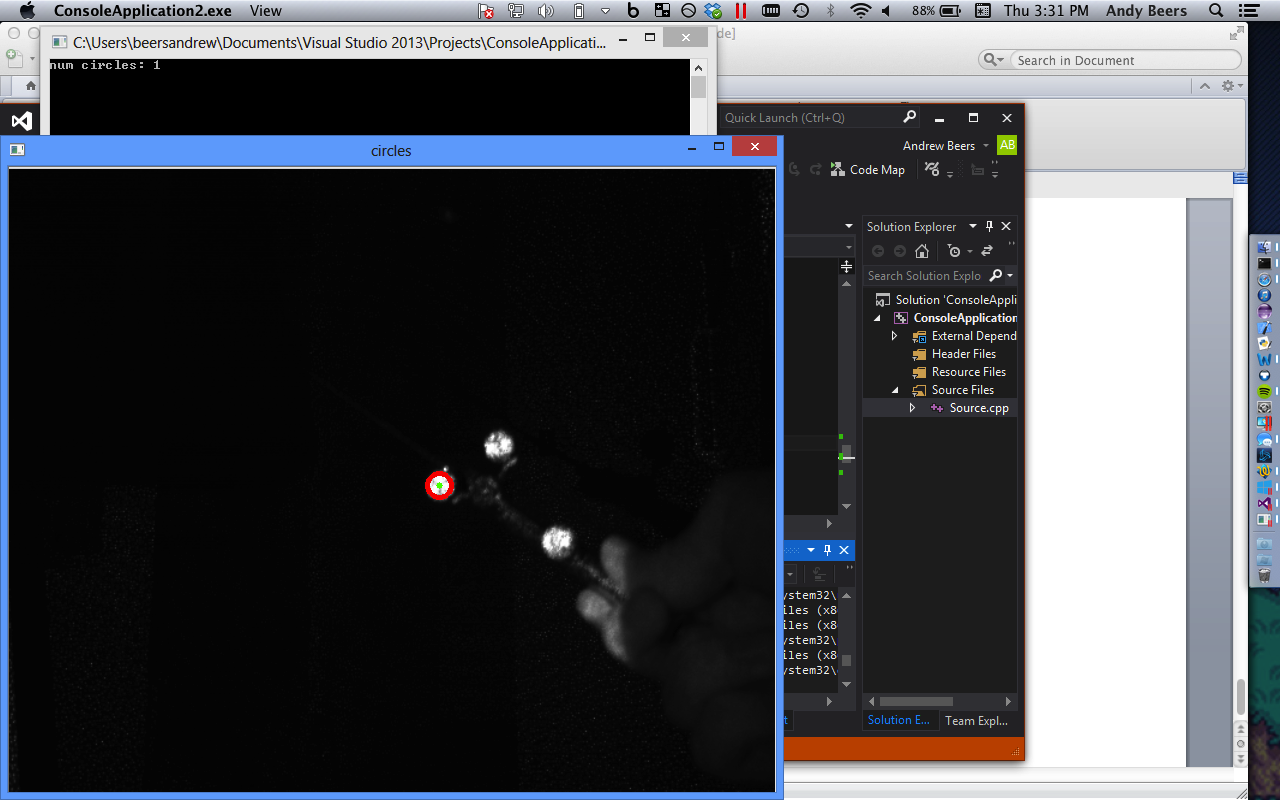 ConsoleApplication2.exe View 88% Thu 3:31 PM Andy Beers
C:\Users\beersandrew\Documents\Visual Studio 2013\Projects\ConsoleApplicati...
de]
Search in Document
num circles: 1
Quick Launch (Ctrl+Q)
circles
Andrew Beers AB
Code Map
Solution Explorer
Search Solution Explo
Solution 'ConsoleAppli
ConsoleApplication
External Depend
Header Files
Resource Files
Source Files
Source.cpp
ystem32\
iles (x8
iles (x8
ystem32\
iles (x8
ystem32\
t Solution E... Team Expl...